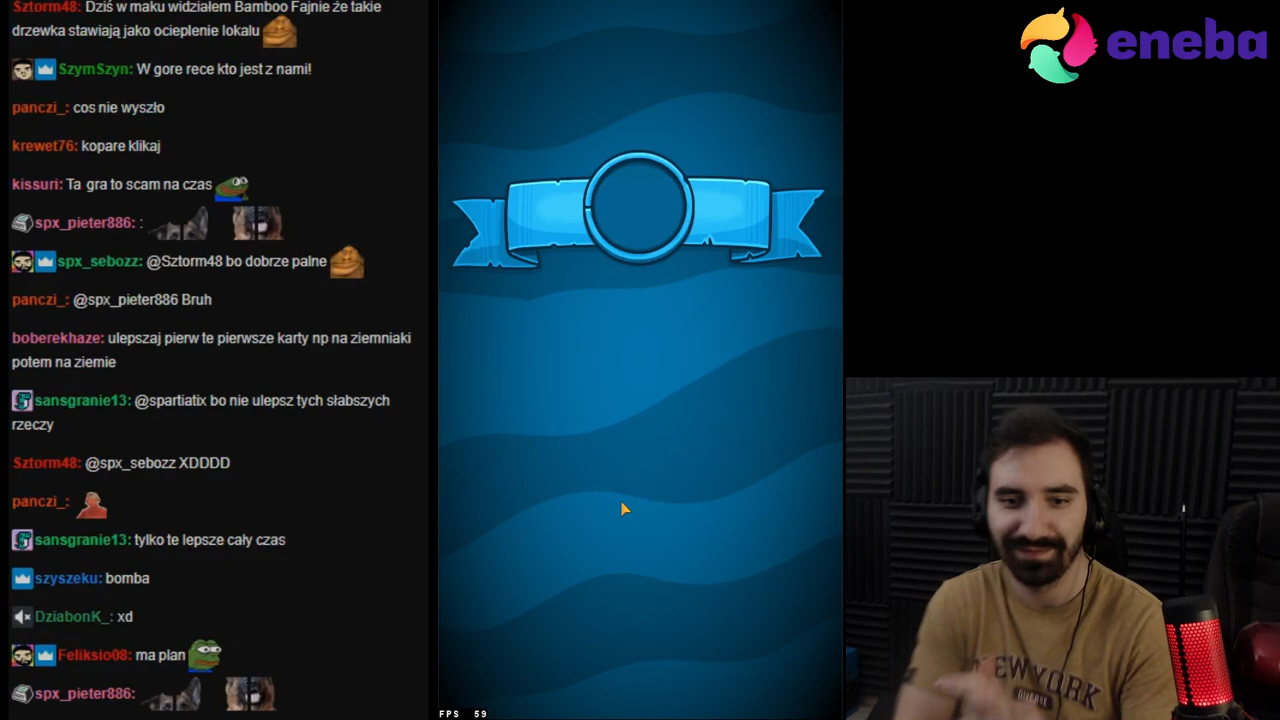 Sztorm48: Dziś w maku widziałem Bamboo Fajnie że takie
drzewka stawiają jako ocieplenie lokalu
SzymSzyn: W gore rece kto jest z nami!
panczi_: cos nie wyszło
krewet76: kopare klikaj
kissuri: Ta gra to scam na czas
spx_pieter886: :
spx_sebozz: @Sztorm48 bo dobrze palne
panczi_: @spx_pieter886 Bruh
boberekhaze: ulepszaj pierw te pierwsze karty np na ziemniaki
potem na ziemie
sansgranie13: @spartiatix bo nie ulepsz tych słabszych
rzeczy
Sztorm48: @spx_sebozz XDDDD
panczi_:
sansgranie13: tylko te lepsze cały czas
szyszeku: bomba
DziabonK_: xd
Feliksio08: ma plan
spx_pieter886:
FPS 59
eneba
NEWYORK